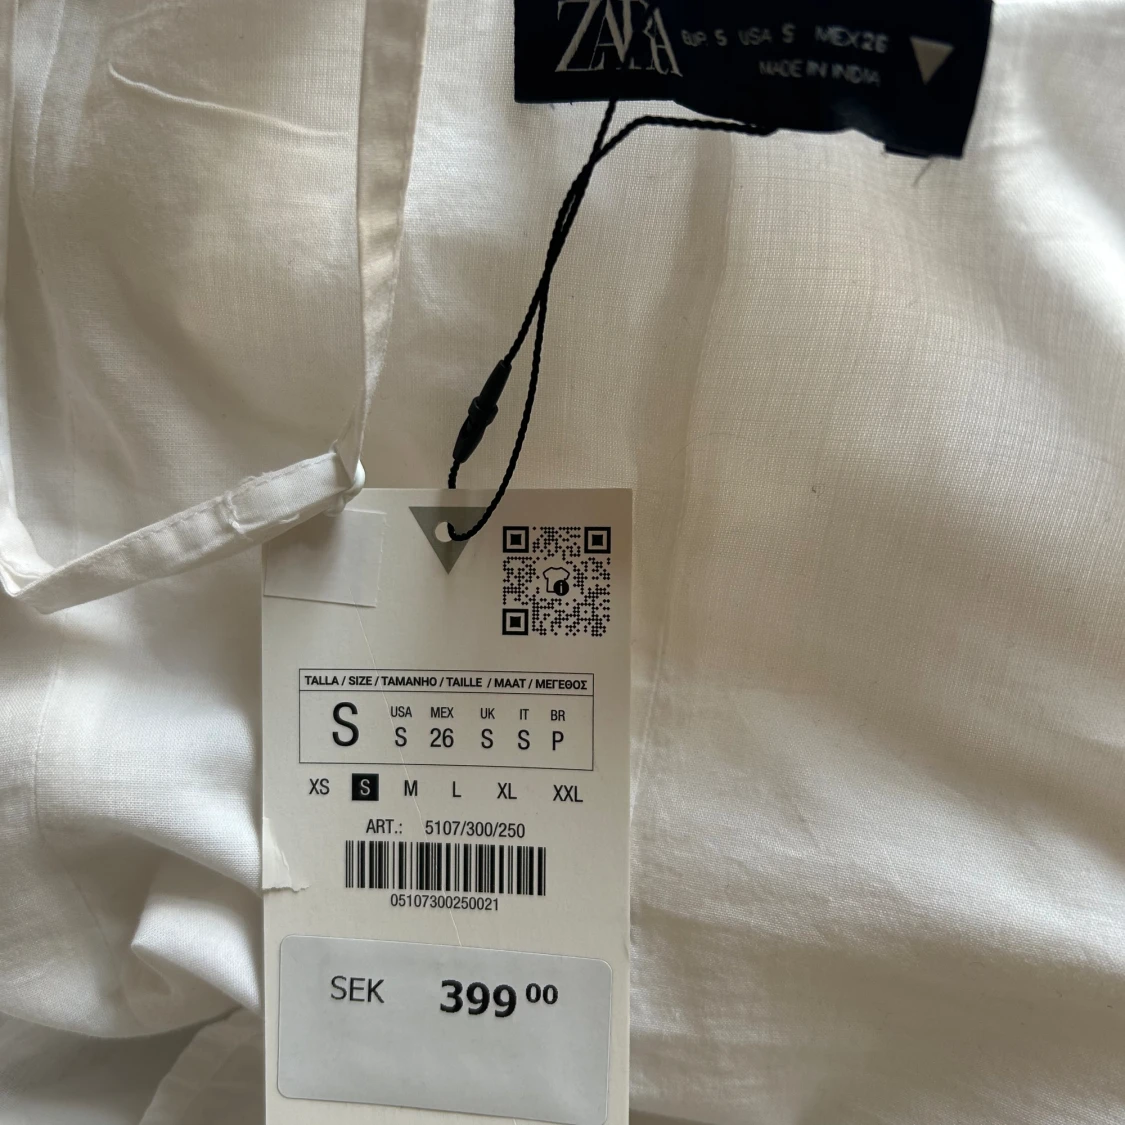 ZARA
EUR S USA S MEX 26
MADE IN INDIA
TALLA / SIZE / TAMANHO / TAILLE / MAAT / ΜΕΓΕΘΟΣ
S
USA MEX UK IT BR
S 26 S S P
XS S M L XL XXL
ART.: 5107/300/250
05107300250021
SEK 399 00